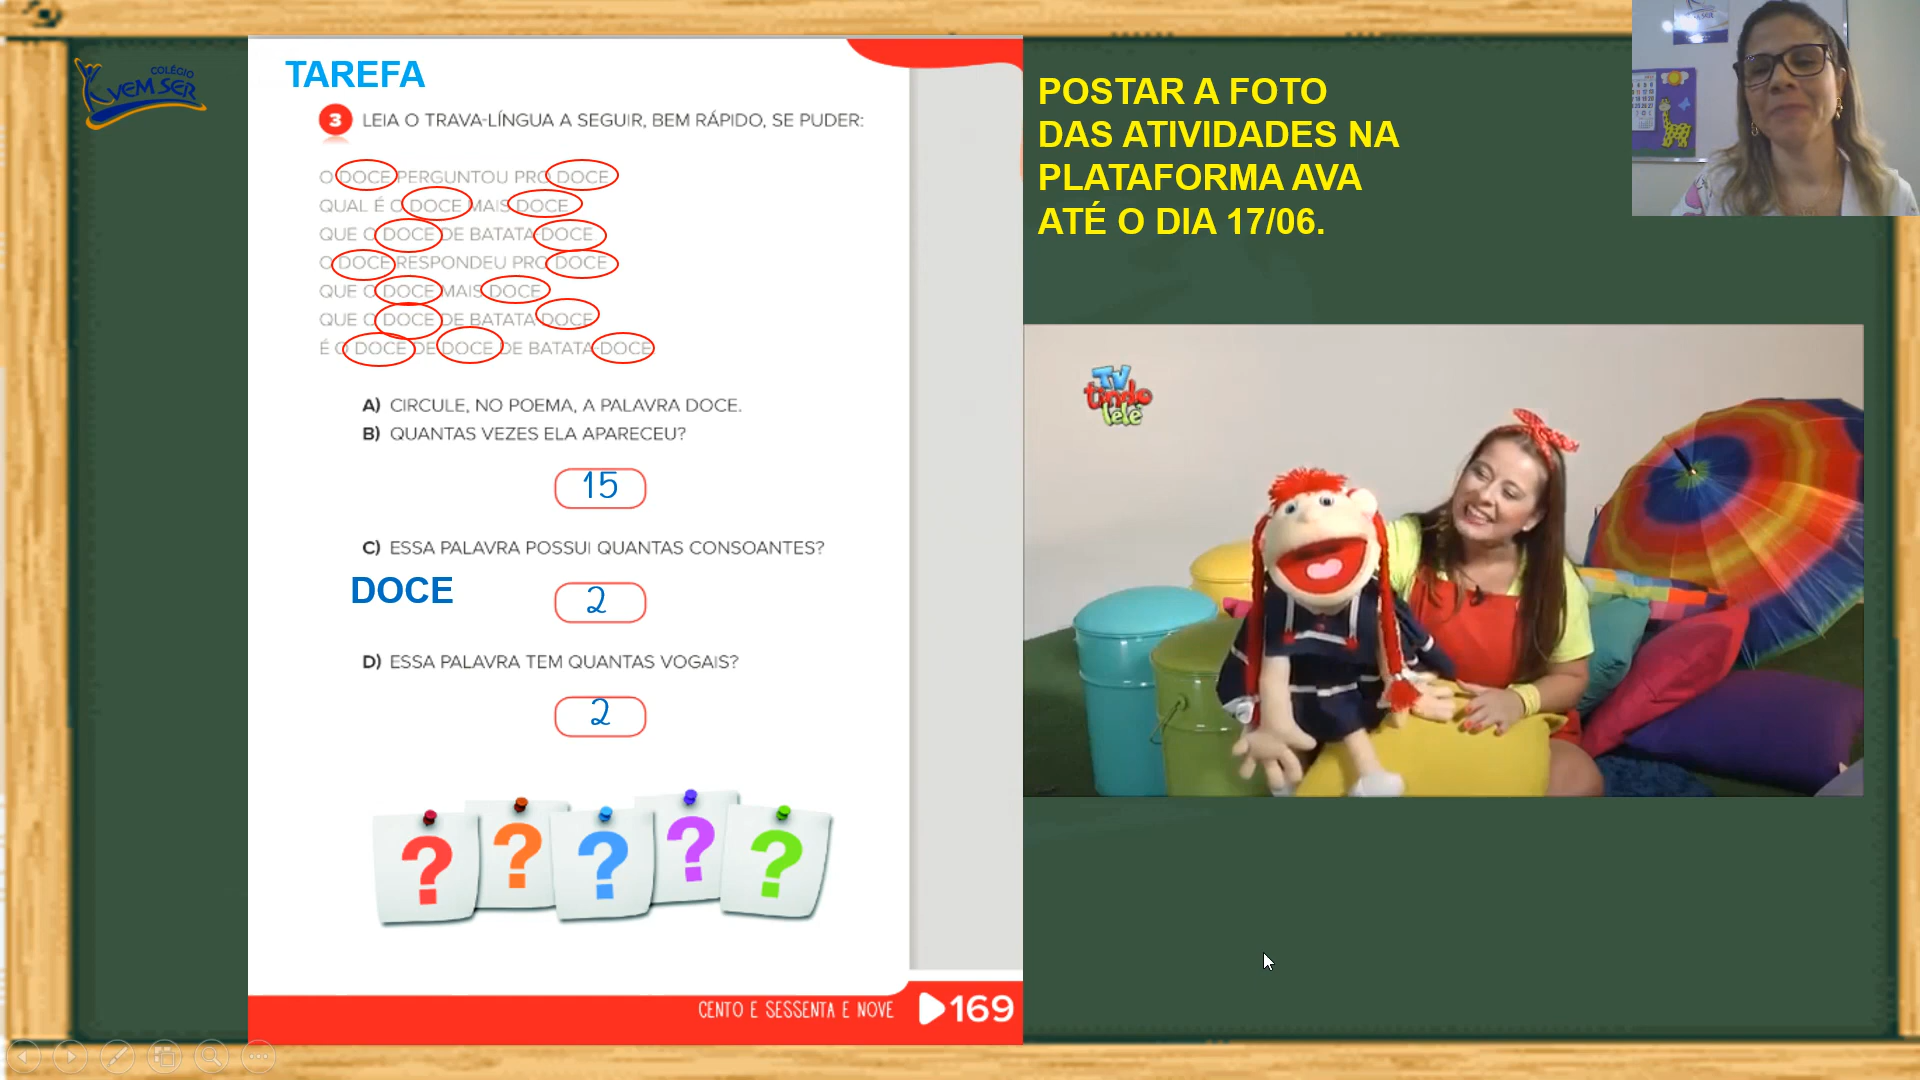 COLÉGIO
VEM SER
TAREFA
3 LEIA O TRAVA-LÍNGUA A SEGUIR, BEM RÁPIDO, SE PUDER:
O DOCE PERGUNTOU PRO DOCE
QUAL É O DOCE MAIS DOCE
QUE O DOCE DE BATATA-DOCE
O DOCE RESPONDEU PRO DOCE
QUE O DOCE MAIS DOCE
QUE O DOCE DE BATATA-DOCE
É O DOCE DE DOCE DE BATATA-DOCE
A) CIRCULE, NO POEMA, A PALAVRA DOCE.
B) QUANTAS VEZES ELA APARECEU?
15
C) ESSA PALAVRA POSSUI QUANTAS CONSOANTES?
DOCE
2
D) ESSA PALAVRA TEM QUANTAS VOGAIS?
2
? ? ? ? ?
CENTO E SESSENTA E NOVE 169
POSTAR A FOTO
DAS ATIVIDADES NA
PLATAFORMA AVA
ATÉ O DIA 17/06.
TV
tindo
lelê